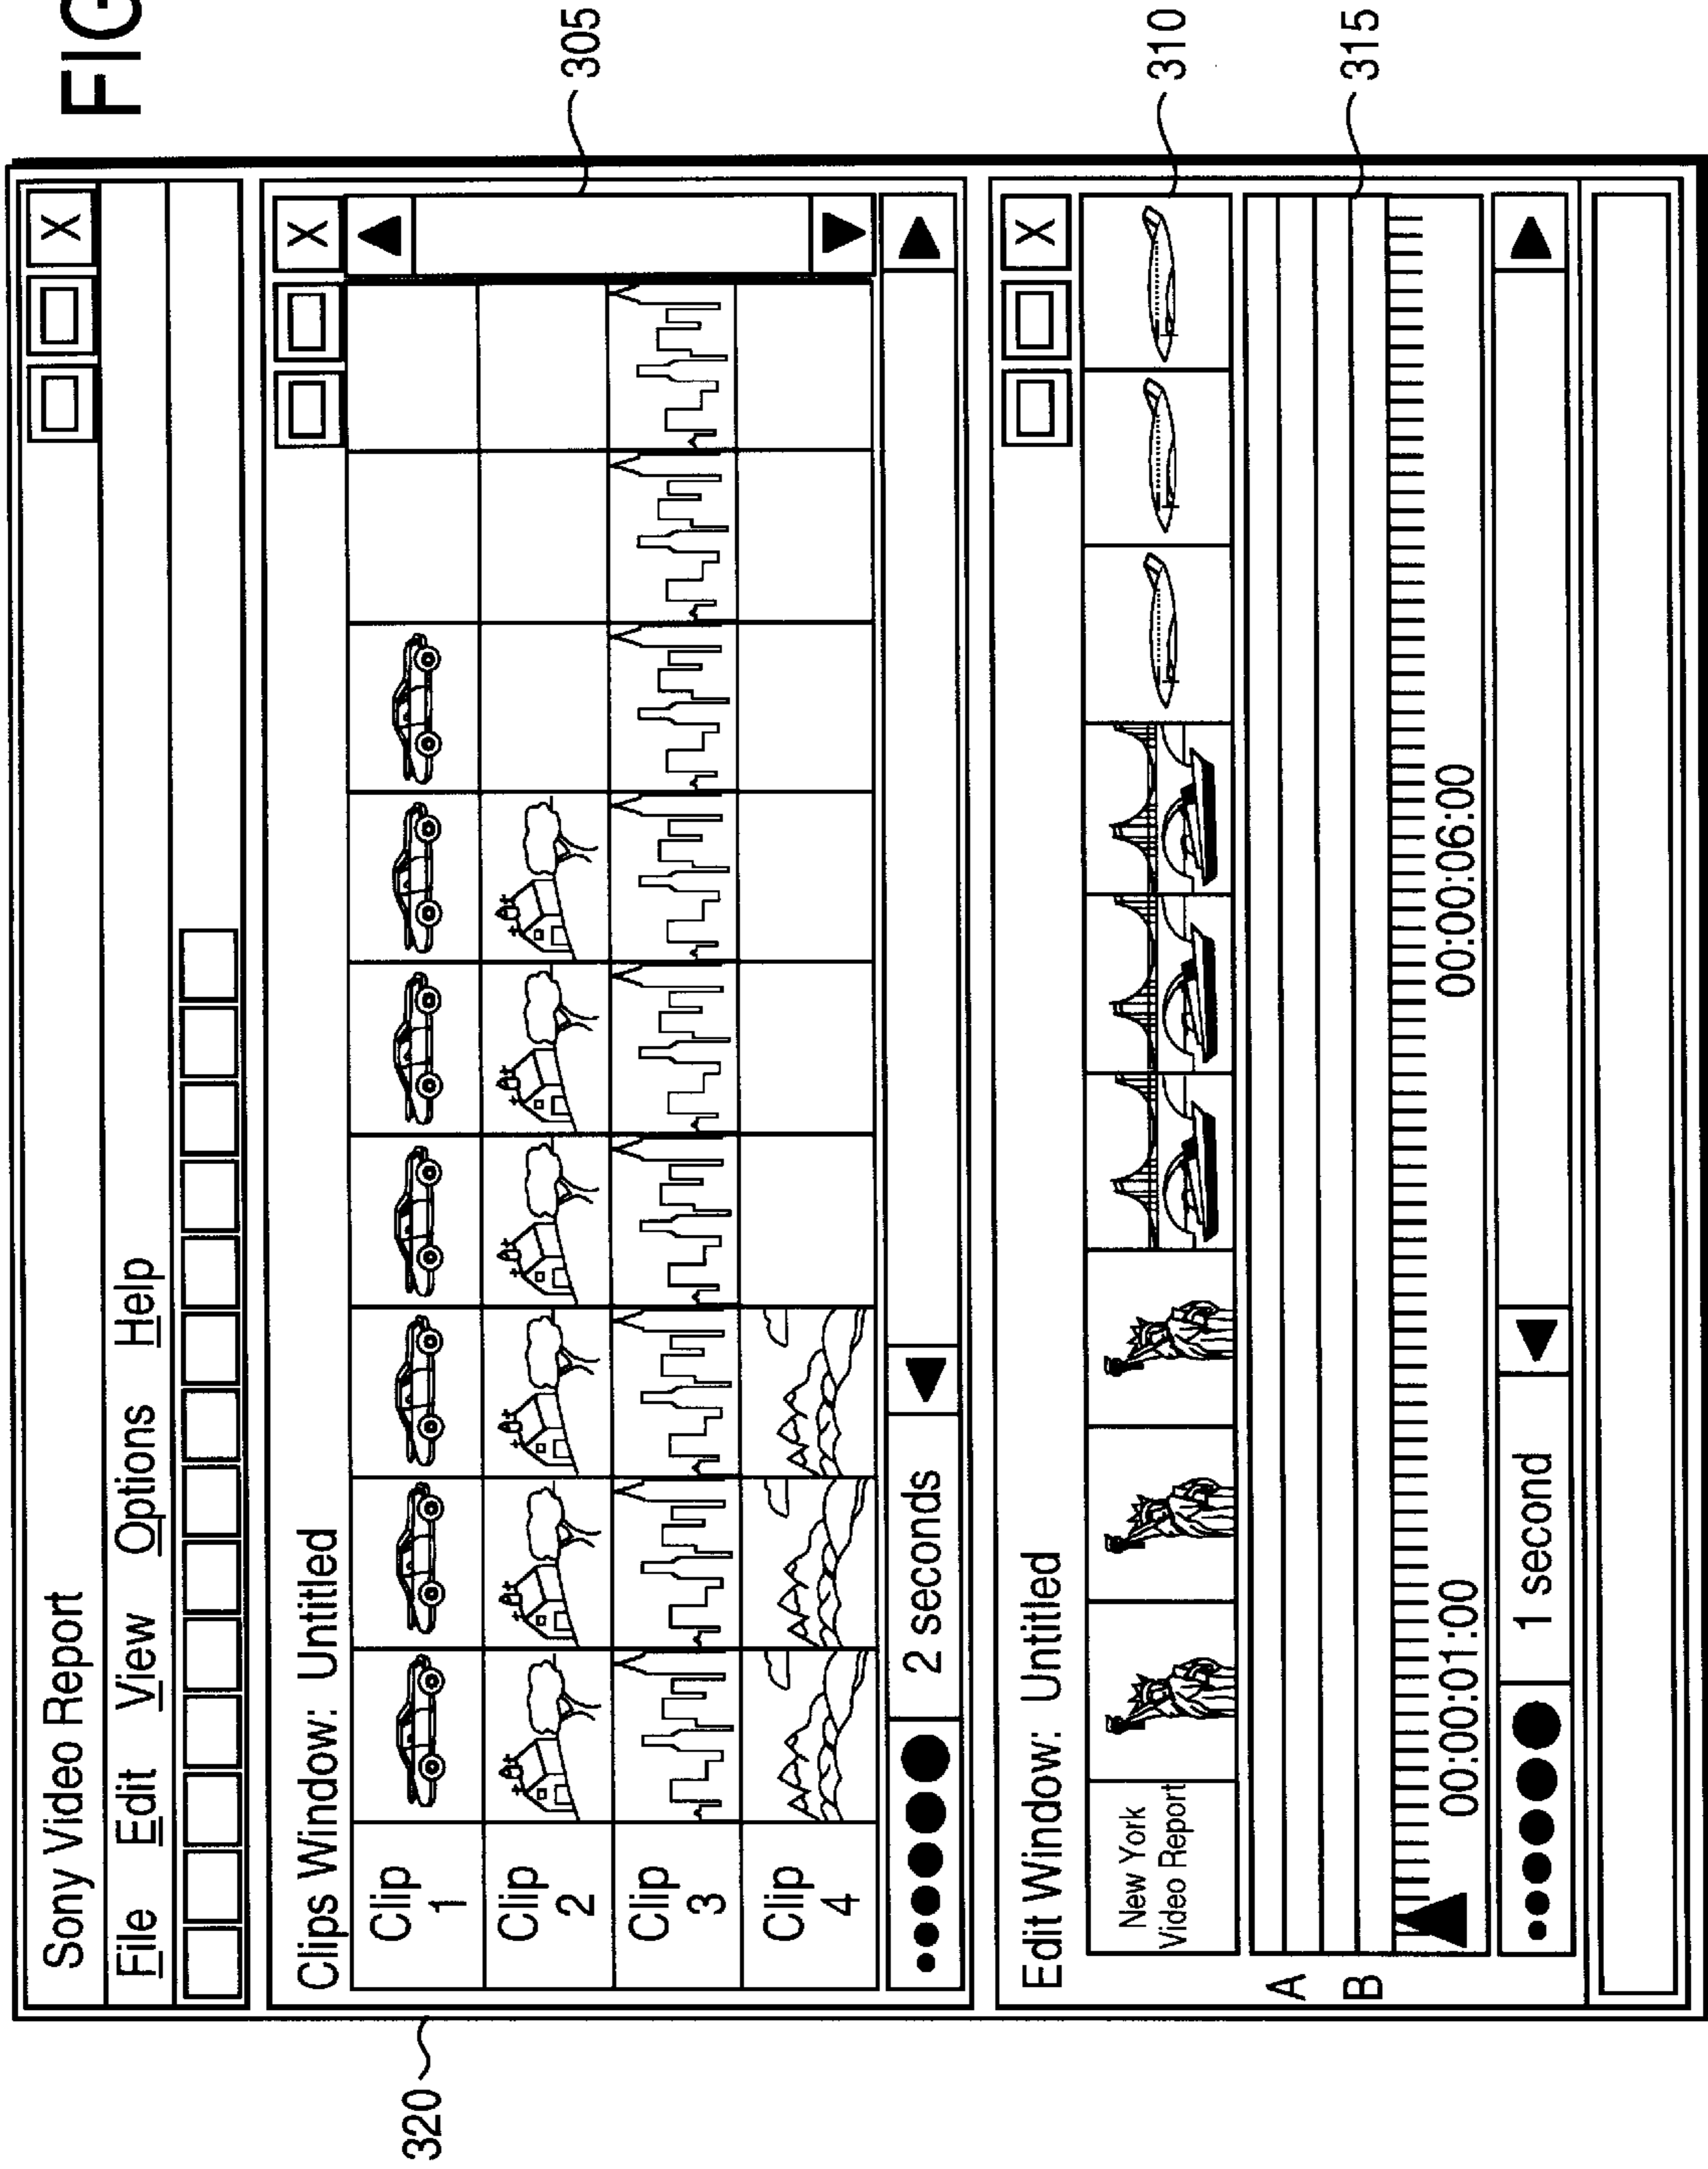 FIG
Sony Video Report
X
File Edit View Options Help
Clips Window: Untitled
X
305
320
Clip
1
Clip
2
Clip
3
Clip
4
2 seconds
Edit Window: Untitled
X
New York
Video Report
310
A
B
315
00:00:01:00
00:00:06:00
1 second